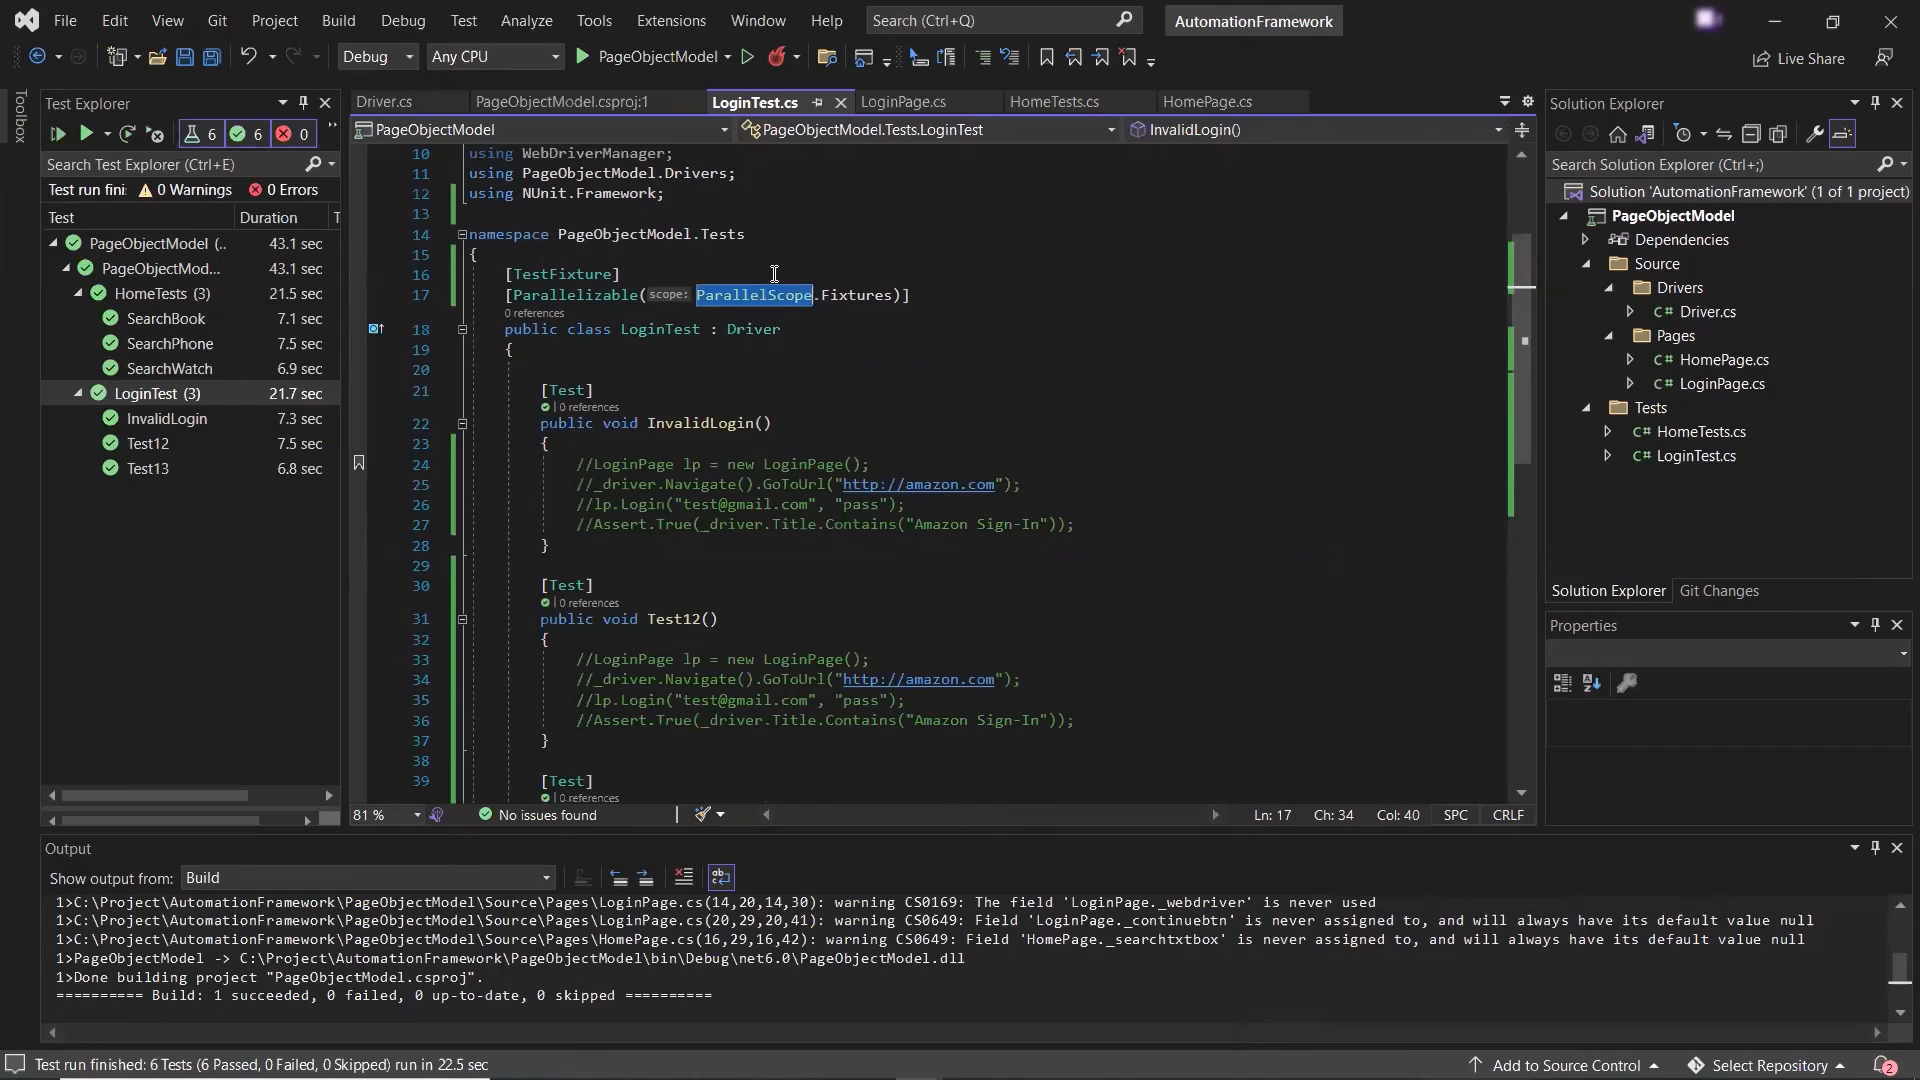 File Edit View Git Project Build Debug Test Analyze Tools Extensions Window Help Search (Ctrl+Q) AutomationFramework
Debug Any CPU PageObjectModel Live Share
Toolbox
Test Explorer
6 6 0
Search Test Explorer (Ctrl+E)
Test run fini 0 Warnings 0 Errors
Test Duration T
PageObjectModel (.. 43.1 sec
PageObjectMod... 43.1 sec
HomeTests (3) 21.5 sec
SearchBook 7.1 sec
SearchPhone 7.5 sec
SearchWatch 6.9 sec
LoginTest (3) 21.7 sec
InvalidLogin 7.3 sec
Test12 7.5 sec
Test13 6.8 sec
Driver.cs PageObjectModel.csproj:1 LoginTest.cs LoginPage.cs HomeTests.cs HomePage.cs
PageObjectModel PageObjectModel.Tests.LoginTest InvalidLogin()
10 using WebDriverManager;
11 using PageObjectModel.Drivers;
12 using NUnit.Framework;
13
14 namespace PageObjectModel.Tests
15 {
16 [TestFixture]
17 [Parallelizable(scope: ParallelScope.Fixtures)]
0 references
18 public class LoginTest : Driver
19 {
20
21 [Test]
0 references
22 public void InvalidLogin()
23 {
24 //LoginPage lp = new LoginPage();
25 //_driver.Navigate().GoToUrl("http://amazon.com");
26 //lp.Login("test@gmail.com", "pass");
27 //Assert.True(_driver.Title.Contains("Amazon Sign-In"));
28 }
29
30 [Test]
0 references
31 public void Test12()
32 {
33 //LoginPage lp = new LoginPage();
34 //_driver.Navigate().GoToUrl("http://amazon.com");
35 //lp.Login("test@gmail.com", "pass");
36 //Assert.True(_driver.Title.Contains("Amazon Sign-In"));
37 }
38
39 [Test]
0 references
81 % No issues found Ln: 17 Ch: 34 Col: 40 SPC CRLF
Solution Explorer
Search Solution Explorer (Ctrl+;)
Solution 'AutomationFramework' (1 of 1 project)
PageObjectModel
Dependencies
Source
Drivers
C# Driver.cs
Pages
C# HomePage.cs
C# LoginPage.cs
Tests
C# HomeTests.cs
C# LoginTest.cs
Solution Explorer Git Changes
Properties
Output
Show output from: Build
1>C:\Project\AutomationFramework\PageObjectModel\Source\Pages\LoginPage.cs(14,20,14,30): warning CS0169: The field 'LoginPage._webdriver' is never used
1>C:\Project\AutomationFramework\PageObjectModel\Source\Pages\LoginPage.cs(20,29,20,41): warning CS0649: Field 'LoginPage._continuebtn' is never assigned to, and will always have its default value null
1>C:\Project\AutomationFramework\PageObjectModel\Source\Pages\HomePage.cs(16,29,16,42): warning CS0649: Field 'HomePage._searchtxtbox' is never assigned to, and will always have its default value null
1>PageObjectModel -> C:\Project\AutomationFramework\PageObjectModel\bin\Debug\net6.0\PageObjectModel.dll
1>Done building project "PageObjectModel.csproj".
========== Build: 1 succeeded, 0 failed, 0 up-to-date, 0 skipped ==========
Test run finished: 6 Tests (6 Passed, 0 Failed, 0 Skipped) run in 22.5 sec Add to Source Control Select Repository 2